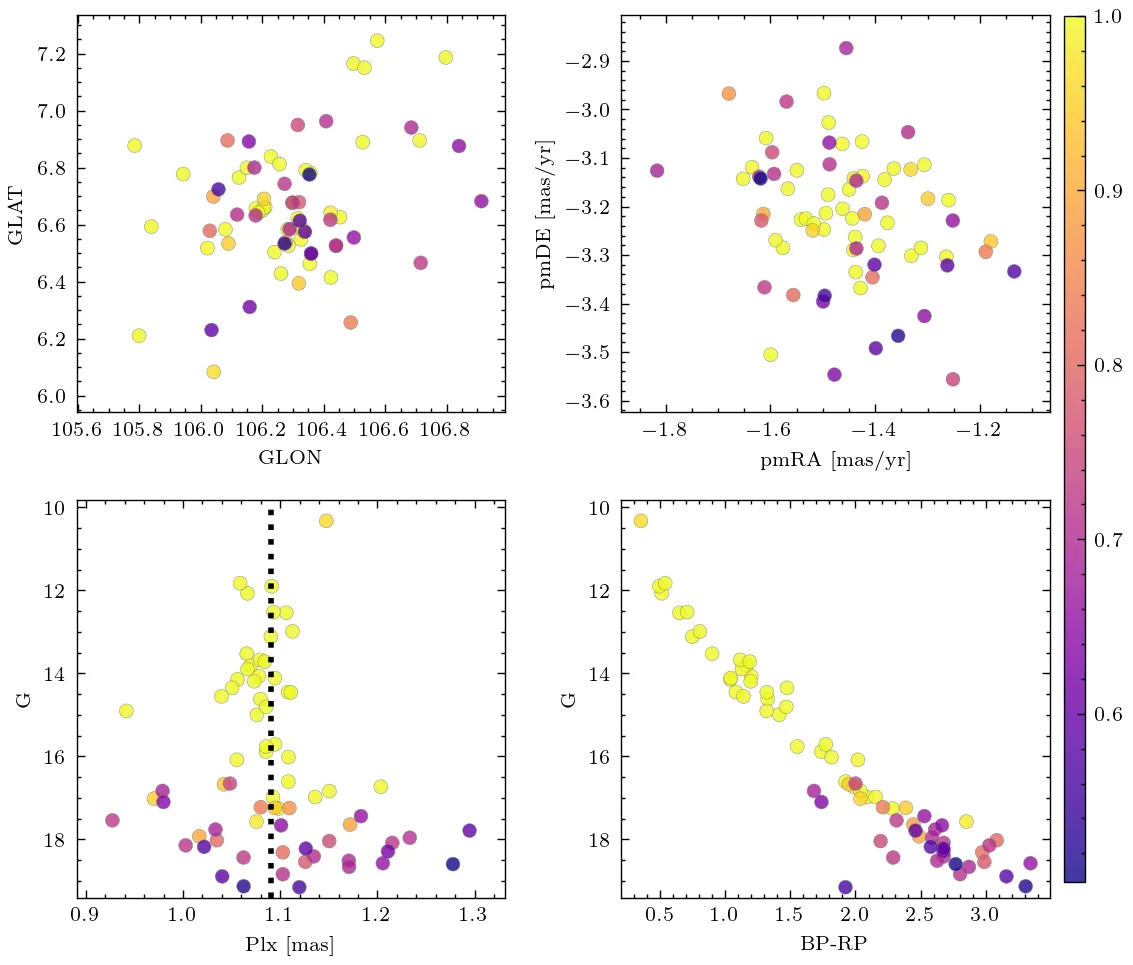 7.2
7.0
6.8
6.6
6.4
6.2
6.0
GLAT
105.6 105.8 106.0 106.2 106.4 106.6 106.8
GLON
−2.9
−3.0
−3.1
−3.2
−3.3
−3.4
−3.5
−3.6
pmDE [mas/yr]
−1.8 −1.6 −1.4 −1.2
pmRA [mas/yr]
1.0
0.9
0.8
0.7
0.6
10
12
14
16
18
G
0.9 1.0 1.1 1.2 1.3
Plx [mas]
10
12
14
16
18
G
0.5 1.0 1.5 2.0 2.5 3.0
BP-RP